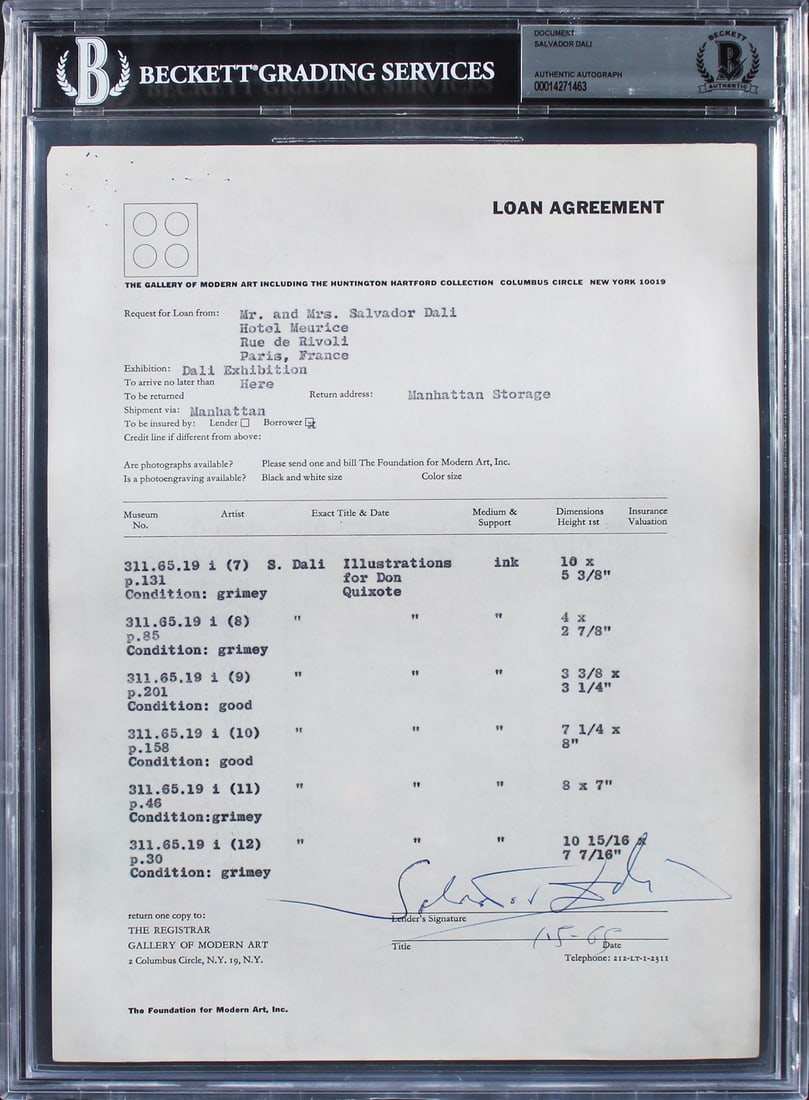 B BECKETT® GRADING SERVICES
DOCUMENT
SALVADOR DALI
AUTHENTIC AUTOGRAPH
00014271463
BECKETT
B
AUTHENTIC
LOAN AGREEMENT
THE GALLERY OF MODERN ART INCLUDING THE HUNTINGTON HARTFORD COLLECTION COLUMBUS CIRCLE NEW YORK 10019
Request for Loan from: Mr. and Mrs. Salvador Dali
Hotel Meurice
Rue de Rivoli
Paris, France
Exhibition: Dali Exhibition
To arrive no later than Here
To be returned Return address: Manhattan Storage
Shipment via: Manhattan
To be insured by: Lender Borrower x
Credit line if different from above:
Are photographs available? Please send one and bill The Foundation for Modern Art, Inc.
Is a photoengraving available? Black and white size Color size
Museum Artist Exact Title & Date Medium & Dimensions Insurance
No. Support Height 1st Valuation
311.65.19 i (7) S. Dali Illustrations ink 10 x
p.131 for Don 5 3/8"
Condition: grimey Quixote
311.65.19 i (8) " " " 4 x
p.85 2 7/8"
Condition: grimey
311.65.19 i (9) " " " 3 3/8 x
p.201 3 1/4"
Condition: good
311.65.19 i (10) " " " 7 1/4 x
p.158 8"
Condition: good
311.65.19 i (11) " " " 8 x 7"
p.46
Condition:grimey
311.65.19 i (12) " " " 10 15/16 x
p.30 7 7/16"
Condition: grimey
Salvador Dali
return one copy to: Lender's Signature
THE REGISTRAR
GALLERY OF MODERN ART Title Date
2 Columbus Circle, N.Y. 19, N.Y. Telephone: 212-LT-1-2311
The Foundation for Modern Art, Inc.